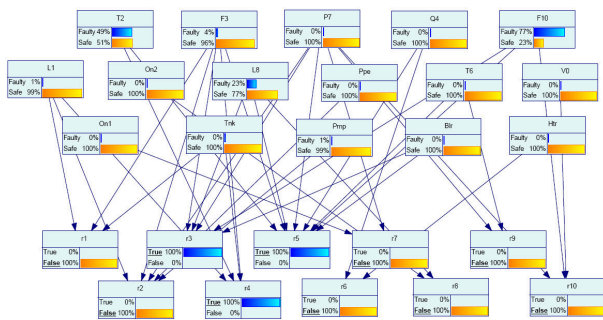 T2
Faulty 49%
Safe 51%
F3
Faulty 4%
Safe 96%
P7
Faulty 0%
Safe 100%
Q4
Faulty 0%
Safe 100%
F10
Faulty 77%
Safe 23%
L1
Faulty 1%
Safe 99%
On2
Faulty 0%
Safe 100%
L8
Faulty 23%
Safe 77%
Ppe
Faulty 0%
Safe 100%
T6
Faulty 0%
Safe 100%
V0
Faulty 0%
Safe 100%
On1
Faulty 0%
Safe 100%
Tnk
Faulty 0%
Safe 100%
Pmp
Faulty 1%
Safe 99%
Blr
Faulty 0%
Safe 100%
Htr
Faulty 0%
Safe 100%
r1
True 0%
False 100%
r3
True 100%
False 0%
r5
True 100%
False 0%
r7
True 0%
False 100%
r9
True 0%
False 100%
r2
True 0%
False 100%
r4
True 100%
False 0%
r6
True 0%
False 100%
r8
True 0%
False 100%
r10
True 0%
False 100%